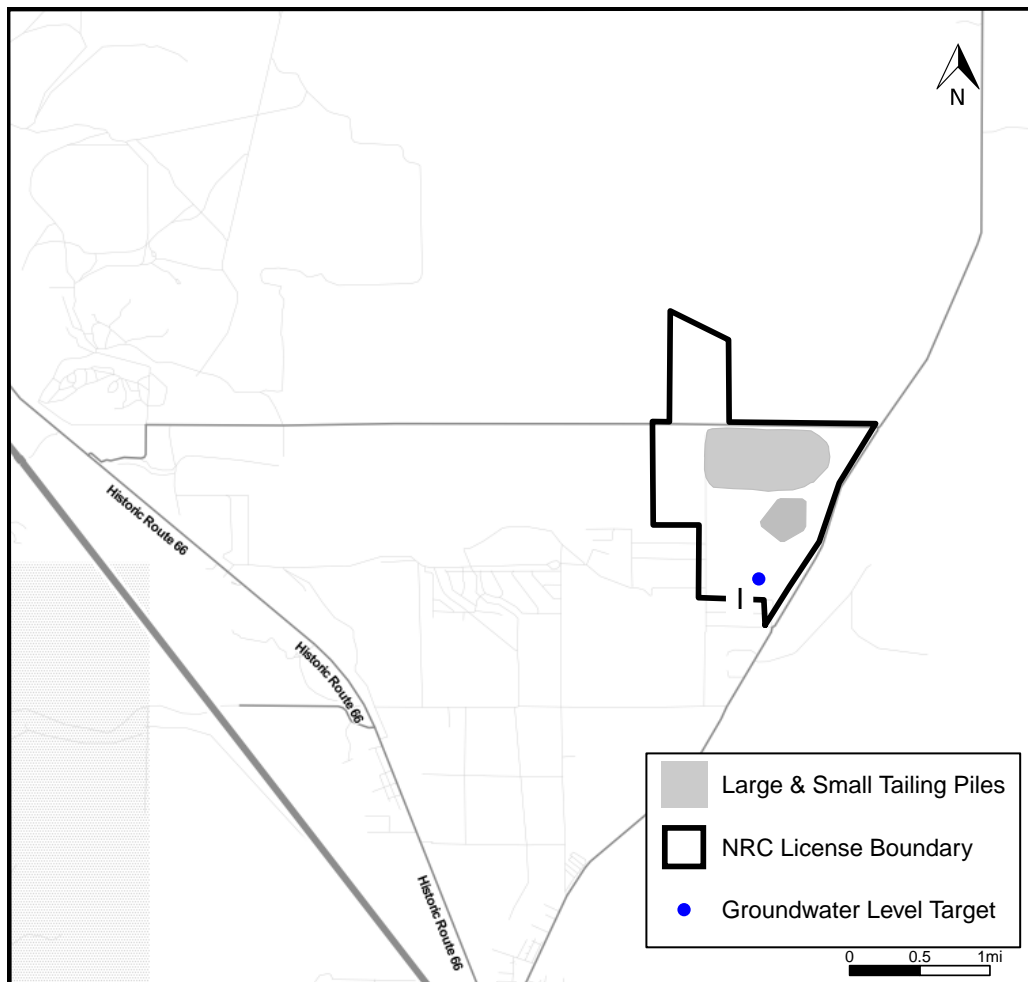 N
Historic Route 66
Historic Route 66
I
Historic Route 66
Large & Small Tailing Piles
NRC License Boundary
Groundwater Level Target
0 0.5 1mi